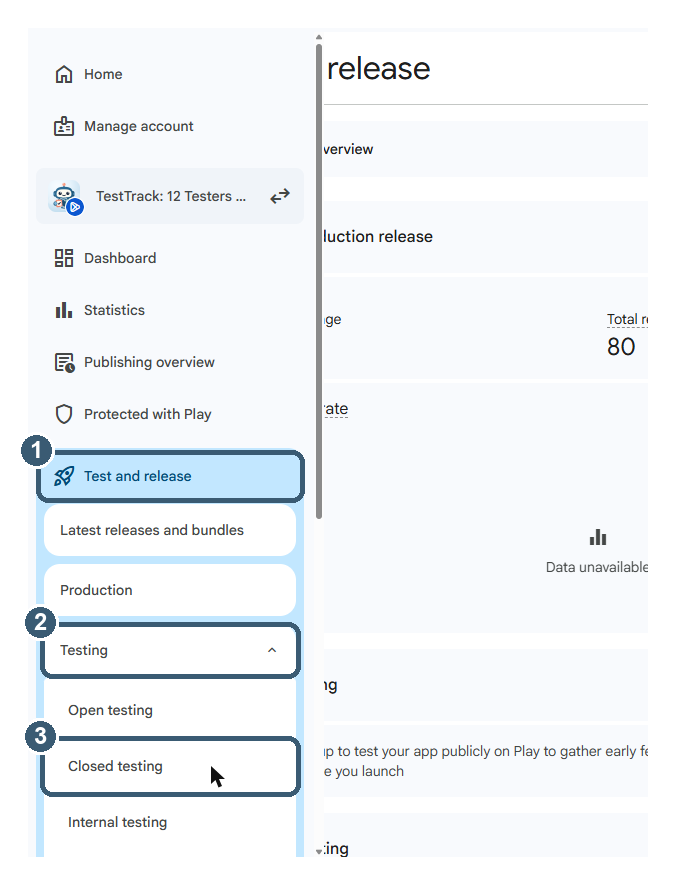 Home
Manage account
TestTrack: 12 Testers ...
Dashboard
Statistics
Publishing overview
Protected with Play
1
Test and release
Latest releases and bundles
Production
2
Testing
Open testing
3
Closed testing
Internal testing
release
verview
luction release
ge
Total re
80
rate
Data unavailable
ng
up to test your app publicly on Play to gather early fe
e you launch
ting